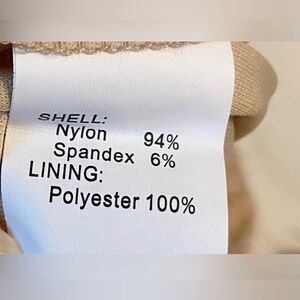 SHELL:
Nylon 94%
Spandex 6%
LINING:
Polyester 100%